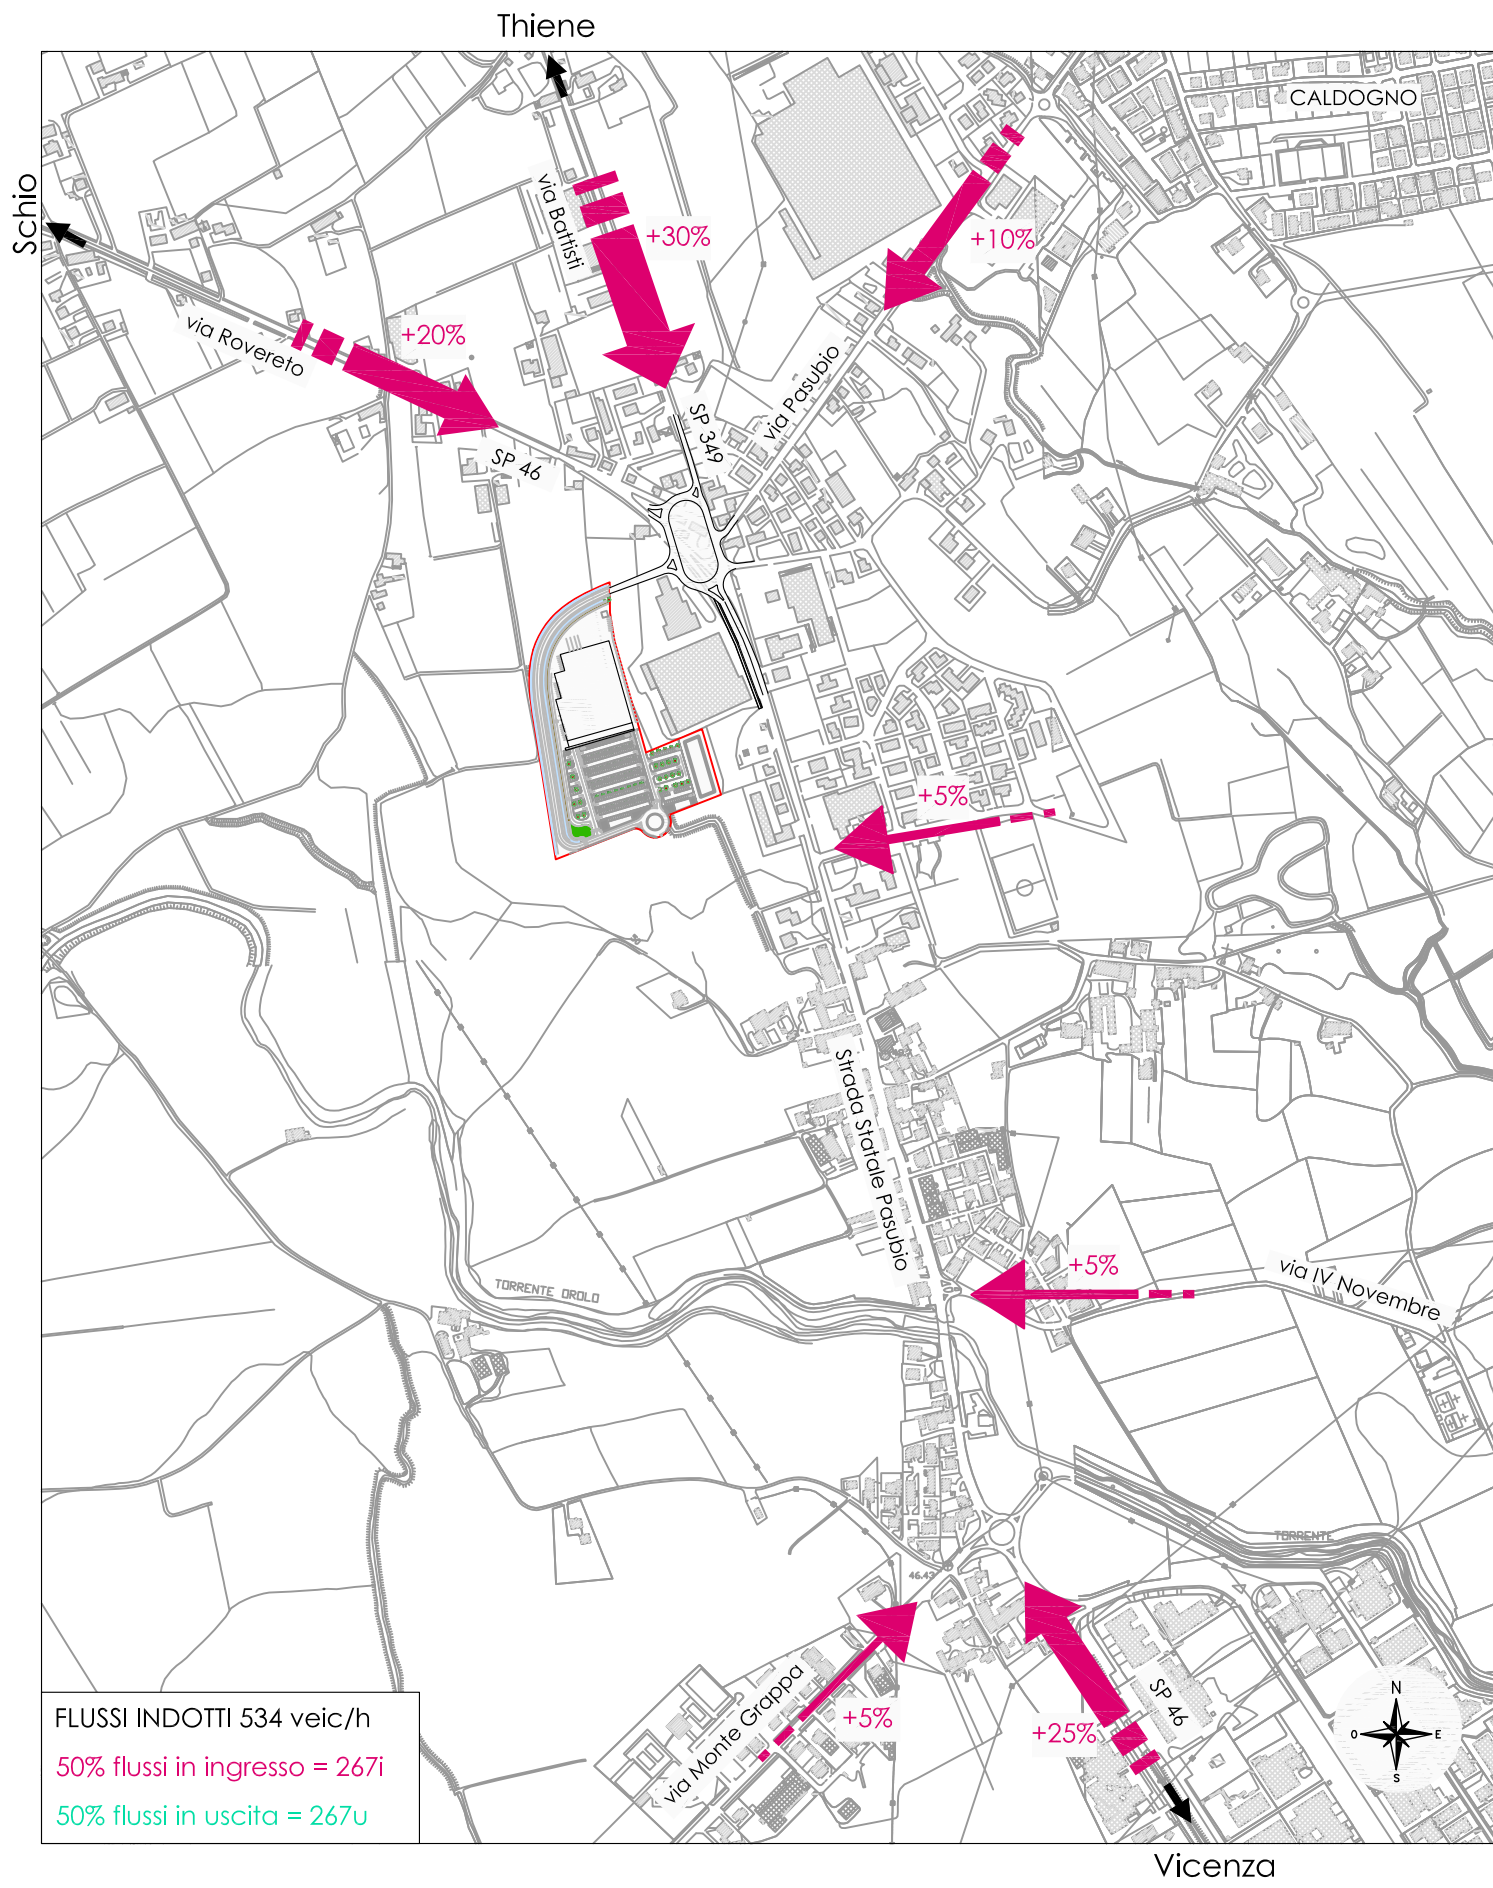 Thiene
CALDOGNO
Schio
via Battisti
+30%
+10%
via Rovereto
+20%
via Pasubio
SP 349
SP 46
+5%
Strada Statale Pasubio
+5%
via IV Novembre
TORRENTE OROLO
TORRENTE
46.43
via Monte Grappa
+5%
+25%
SP 46
N
O
E
S
FLUSSI INDOTTI 534 veic/h
50% flussi in ingresso = 267i
50% flussi in uscita = 267u
Vicenza